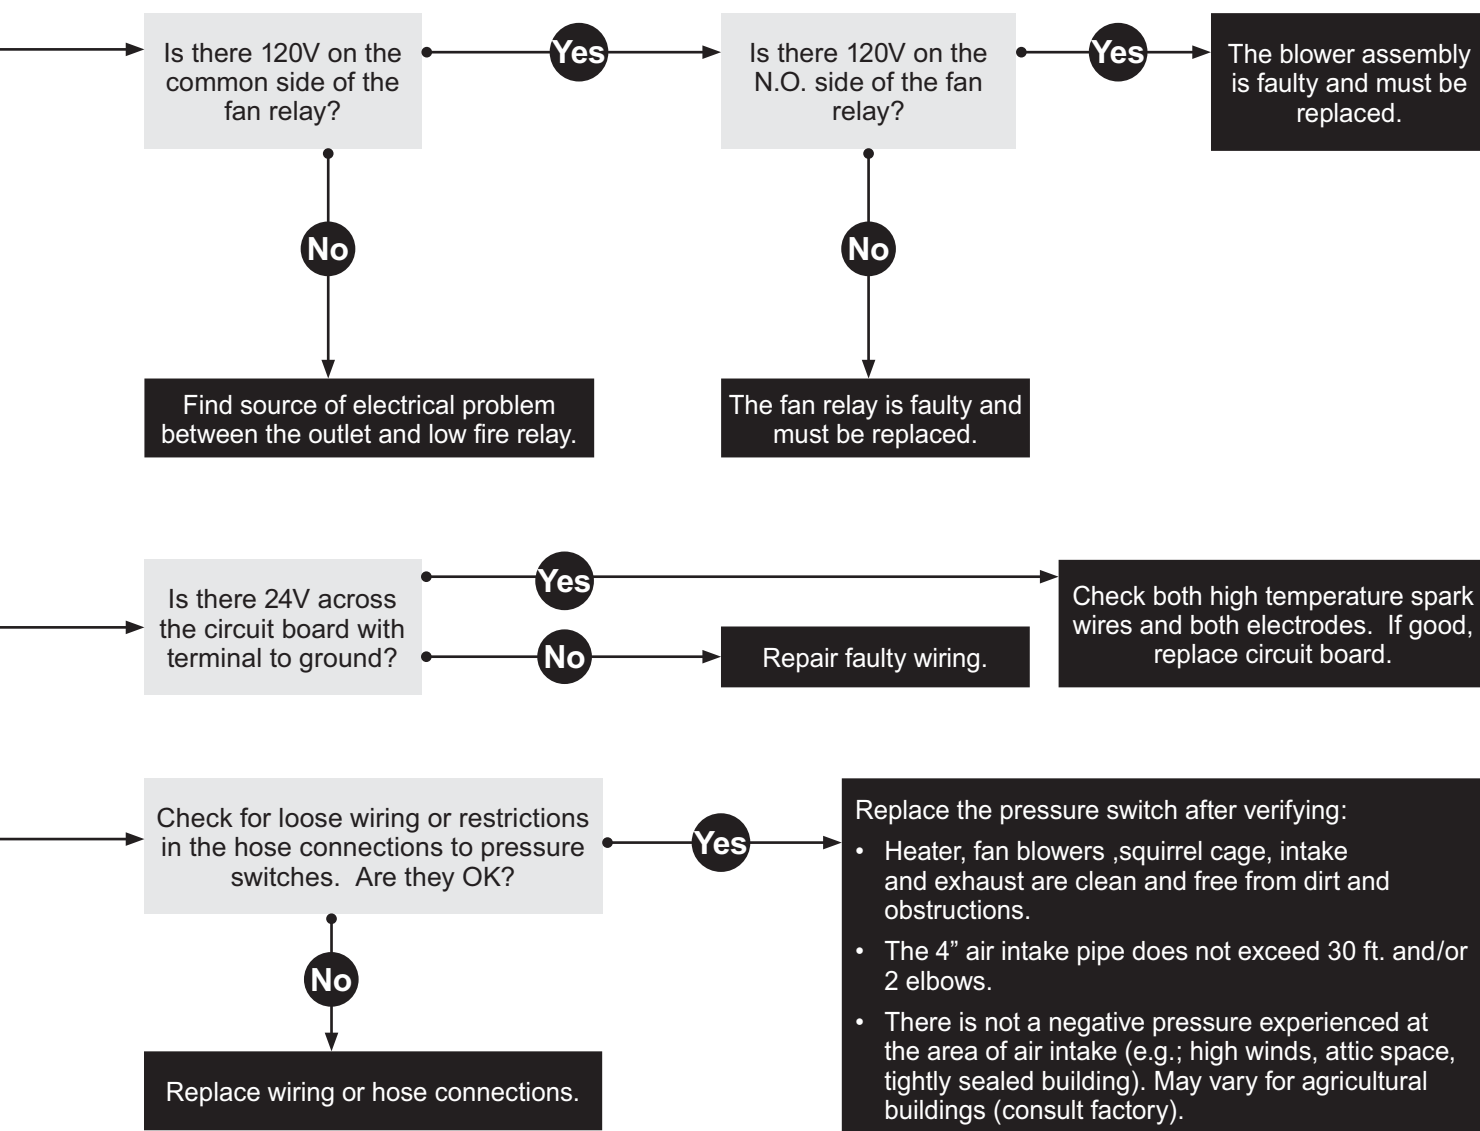 Is there 120V on the
common side of the
fan relay?
Yes
Is there 120V on the
N.O. side of the fan
relay?
Yes
The blower assembly
is faulty and must be
replaced.
No
No
Find source of electrical problem
between the outlet and low fire relay.
The fan relay is faulty and
must be replaced.
Is there 24V across
the circuit board with
terminal to ground?
Yes
Check both high temperature spark
wires and both electrodes.  If good,
replace circuit board.
No
Repair faulty wiring.
Check for loose wiring or restrictions
in the hose connections to pressure
switches.  Are they OK?
Yes
Replace the pressure switch after verifying:
• Heater, fan blowers ,squirrel cage, intake
and exhaust are clean and free from dirt and
obstructions.
• The 4” air intake pipe does not exceed 30 ft. and/or
2 elbows.
• There is not a negative pressure experienced at
the area of air intake (e.g.; high winds, attic space,
tightly sealed building). May vary for agricultural
buildings (consult factory).
No
Replace wiring or hose connections.